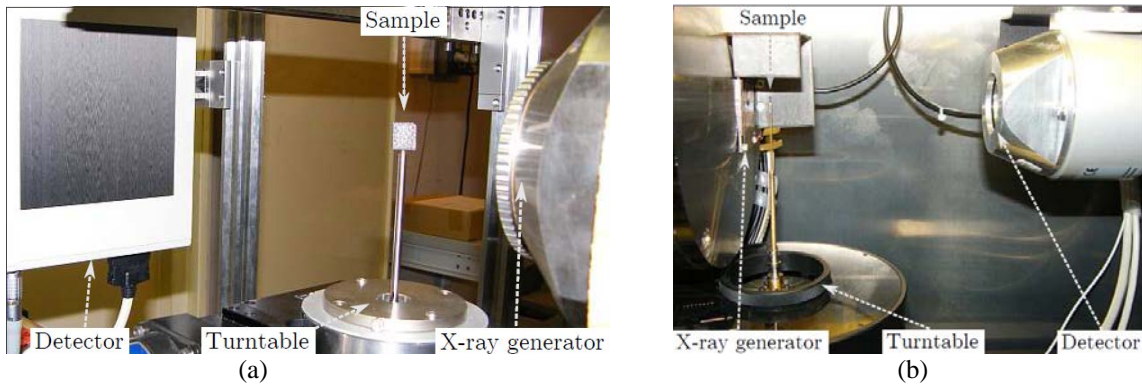 Sample
Detector
Turntable
X-ray generator
(a)
Sample
X-ray generator
Turntable
Detector
(b)